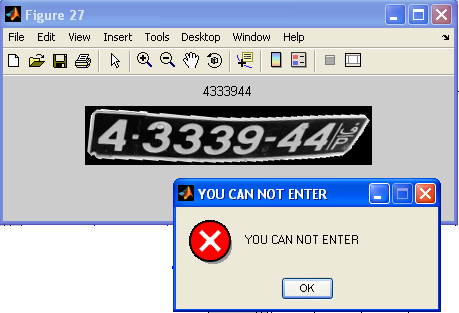 Figure 27
File Edit View Insert Tools Desktop Window Help
4333944
4·3339-44
YOU CAN NOT ENTER
YOU CAN NOT ENTER
OK